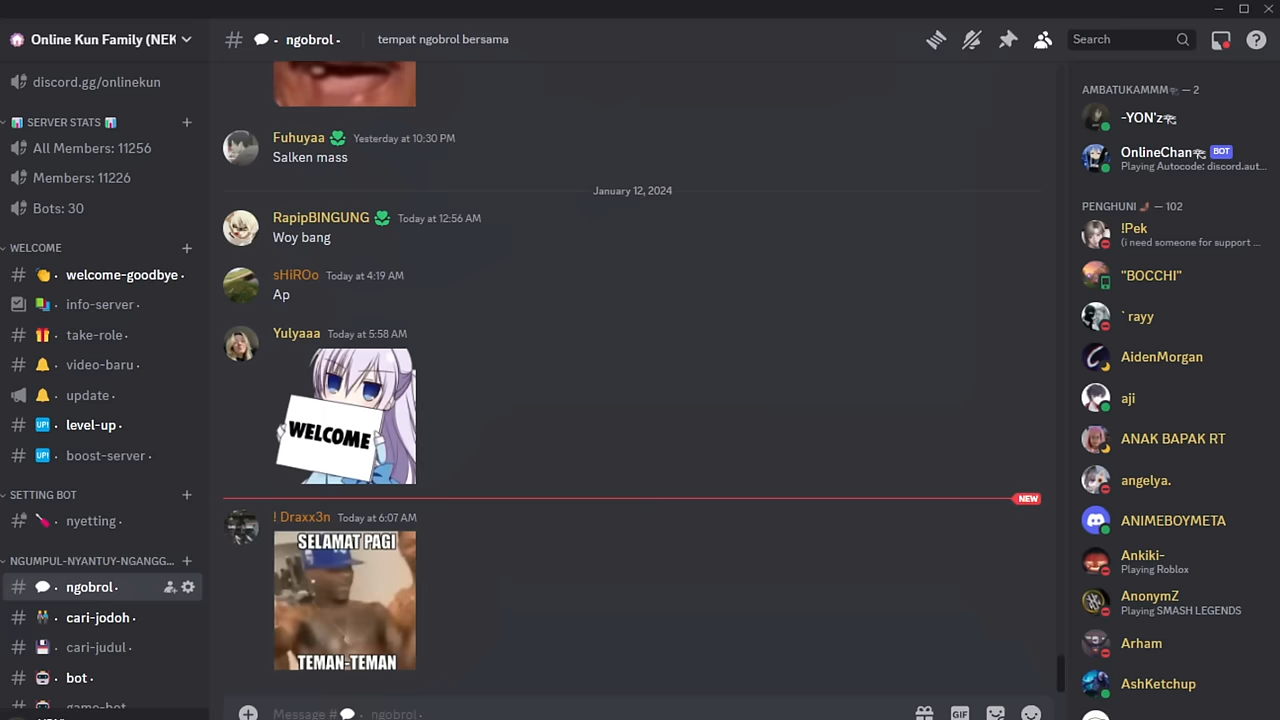 Online Kun Family (NEK
# ngobrol · tempat ngobrol bersama
Search
discord.gg/onlinekun
SERVER STATS
All Members: 11256
Members: 11226
Bots: 30
WELCOME
welcome-goodbye ·
info-server ·
take-role ·
video-baru ·
update ·
UP! level-up ·
UP! boost-server ·
SETTING BOT
nyetting ·
NGUMPUL-NYANTUY-NGANGG...
ngobrol ·
cari-jodoh ·
cari-judul ·
bot ·
game-bot
Fuhuyaa Yesterday at 10:30 PM
Salken mass
January 12, 2024
RapipBINGUNG Today at 12:56 AM
Woy bang
sHiROo Today at 4:19 AM
Ap
Yulyaaa Today at 5:58 AM
WELCOME
NEW
! Draxx3n Today at 6:07 AM
SELAMAT PAGI
TEMAN-TEMAN
Message # ngobrol ·
GIF
AMBATUKAMMM — 2
-YON'z
OnlineChan BOT
Playing Autocode: discord.aut...
PENGHUNI — 102
!Pek
(i need someone for support ...
"BOCCHI"
` rayy
AidenMorgan
aji
ANAK BAPAK RT
angelya.
ANIMEBOYMETA
Ankiki-
Playing Roblox
AnonymZ
Playing SMASH LEGENDS
Arham
AshKetchup